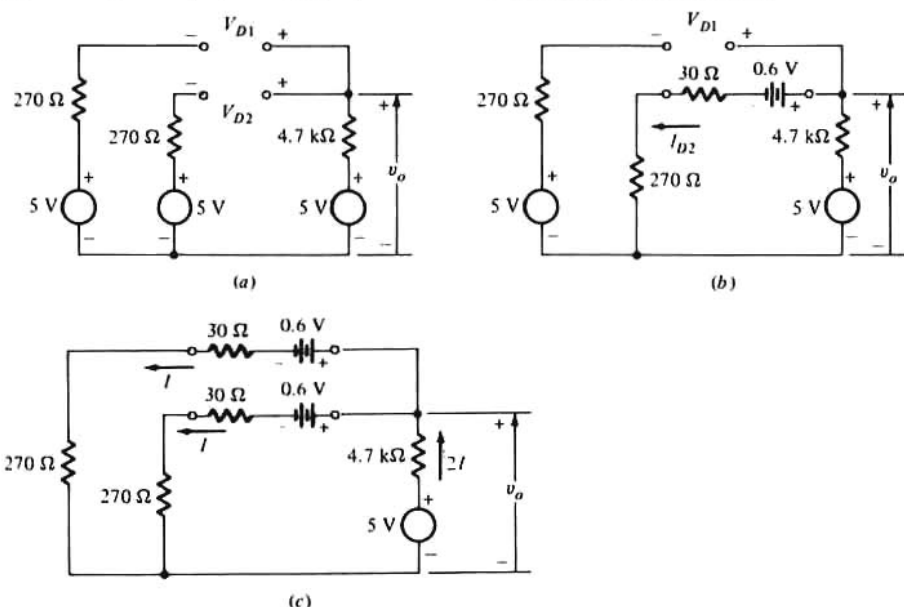 − V_D1 +
270 Ω
− V_D2 +
270 Ω
4.7 kΩ
+
v_o
−
+
5 V
−
+
5 V
−
+
5 V
−
(a)
− V_D1 +
30 Ω 0.6 V
+
270 Ω
I_D2
4.7 kΩ
+
v_o
−
270 Ω
+
5 V
−
+
5 V
−
(b)
30 Ω 0.6 V
− +
I
30 Ω 0.6 V
− +
I
4.7 kΩ
2I
+
v_o
−
270 Ω
270 Ω
+
5 V
−
(c)